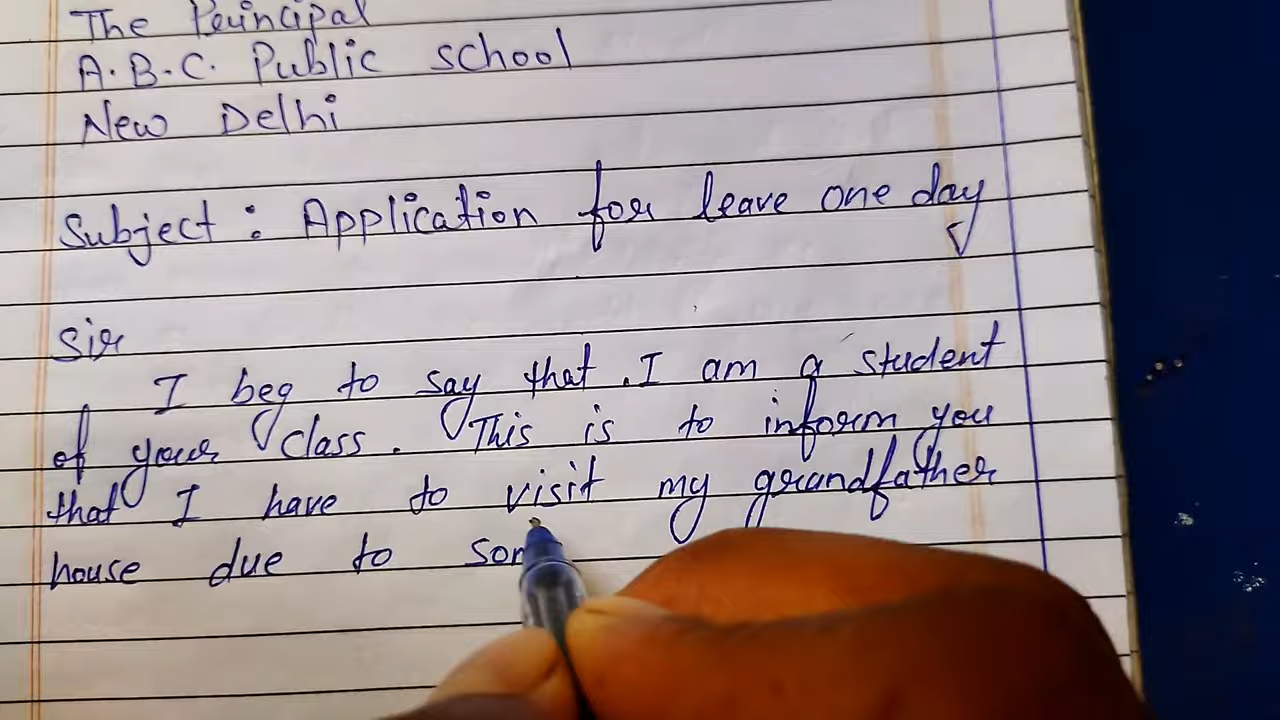 The Principal
A.B.C. Public school
New Delhi
Subject : Application for leave one day
Sir
I beg to say that I am a student
of your class. This is to inform you
that I have to visit my grandfather
house due to